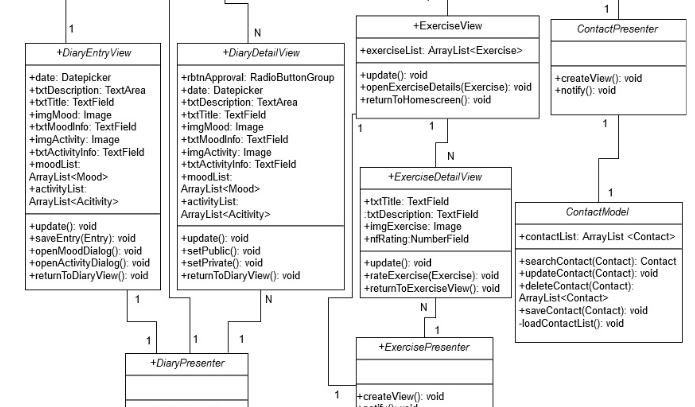 1
N
1
1
+DiaryEntryView
+date: Datepicker
+txtDescription: TextArea
+txtTitle: TextField
+imgMood: Image
+txtMoodInfo: TextField
+imgActivity: Image
+txtActivityInfo: TextField
+moodList:
ArrayList<Mood>
+activityList:
ArrayList<Acitivity>
+update(): void
+saveEntry(Entry): void
+openMoodDialog(): void
+openActivityDialog(): void
+returnToDiaryView(): void
+DiaryDetailView
+rbtnApproval: RadioButtonGroup
+date: Datepicker
+txtDescription: TextArea
+txtTitle: TextField
+imgMood: Image
+txtMoodInfo: TextField
+imgActivity: Image
+txtActivityInfo: TextField
+moodList:
ArrayList<Mood>
+activityList:
ArrayList<Acitivity>
+update(): void
+setPublic(): void
+setPrivate(): void
+returnToDiaryView(): void
+ExerciseView
+exerciseList: ArrayList<Exercise>
+update(): void
+openExerciseDetails(Exercise): void
+returnToHomescreen(): void
1
1
N
+ExerciseDetailView
+txtTitle: TextField
:txtDescription: TextField
+imgExercise: Image
+nfRating:NumberField
+update(): void
+rateExercise(Exercise): void
+returnToExerciseView(): void
ContactPresenter
+createView(): void
+notify(): void
1
1
ContactModel
+contactList: ArrayList <Contact>
+searchContact(Contact): Contact
+updateContact(Contact): void
+deleteContact(Contact):
ArrayList<Contact>
+saveContact(Contact): void
-loadContactList(): void
1
N
1
1
1
+DiaryPresenter
N
1
+ExercisePresenter
1
+createView(): void